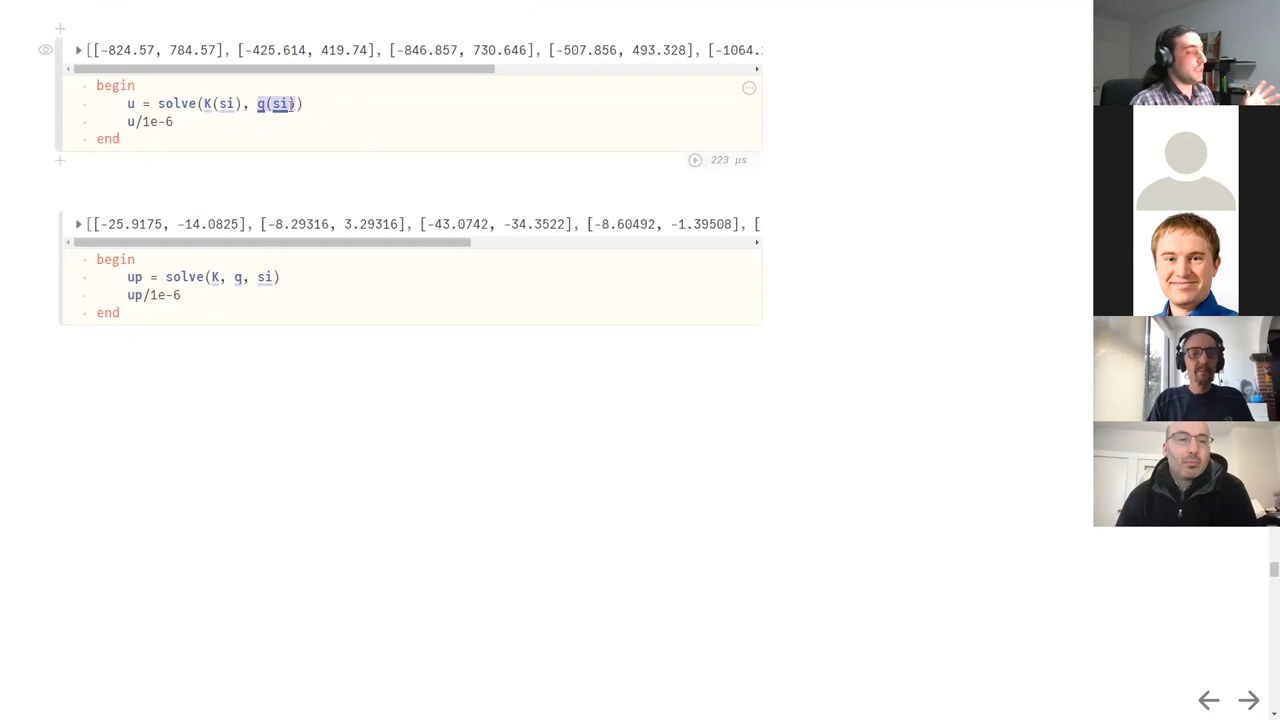 [[-824.57, 784.57], [-425.614, 419.74], [-846.857, 730.646], [-507.856, 493.328], [-1064.
begin
u = solve(K(si), q(si))
u/1e-6
end
223 μs
[[-25.9175, -14.0825], [-8.29316, 3.29316], [-43.0742, -34.3522], [-8.60492, -1.39508], [
begin
up = solve(K, q, si)
up/1e-6
end